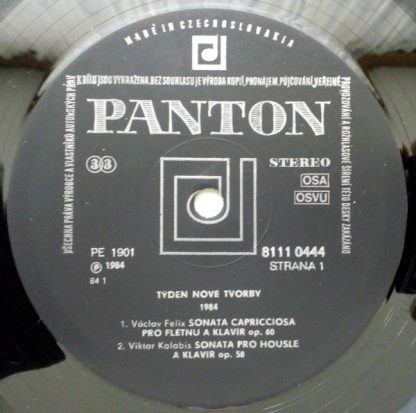 MADE IN CZECHOSLOVAKIA
VŠECHNA PRÁVA VÝROBCE A VLASTNÍKŮ AUTORSKÝCH PRÁV
K DÍLU JSOU VYHRAZENA. BEZ SOUHLASU JE VÝROBA KOPIÍ, PRONÁJEM, PŮJČOVÁNÍ, VEŘEJNÉ
PROVOZOVÁNÍ A ROZHLASOVÉ ŠÍŘENÍ TÉTO DESKY ZAKÁZÁNO
PANTON
33 STEREO
OSA
OSVU
PE 1901 8111 0444
Ⓟ 1984 STRANA 1
84 1
TÝDEN NOVÉ TVORBY
1984
1. Václav Felix SONATA CAPRICCIOSA
PRO FLÉTNU A KLAVÍR op. 60
2. Viktor Kalabis SONÁTA PRO HOUSLE
A KLAVÍR op. 58